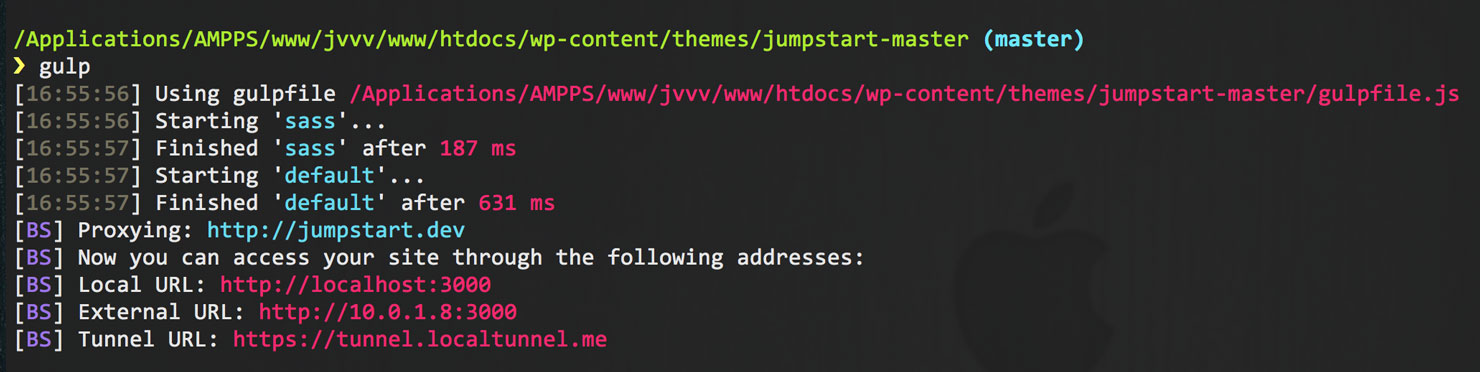 /Applications/AMPPS/www/jvvv/www/htdocs/wp-content/themes/jumpstart-master (master)
❯ gulp
[16:55:56] Using gulpfile /Applications/AMPPS/www/jvvv/www/htdocs/wp-content/themes/jumpstart-master/gulpfile.js
[16:55:56] Starting 'sass'...
[16:55:57] Finished 'sass' after 187 ms
[16:55:57] Starting 'default'...
[16:55:57] Finished 'default' after 631 ms
[BS] Proxying: http://jumpstart.dev
[BS] Now you can access your site through the following addresses:
[BS] Local URL: http://localhost:3000
[BS] External URL: http://10.0.1.8:3000
[BS] Tunnel URL: https://tunnel.localtunnel.me